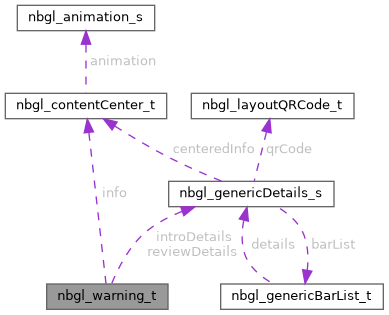 nbgl_animation_s
animation
nbgl_contentCenter_t
nbgl_layoutQRCode_t
centeredInfo
qrCode
info
nbgl_genericDetails_s
introDetails
reviewDetails
details
barList
nbgl_warning_t
nbgl_genericBarList_t